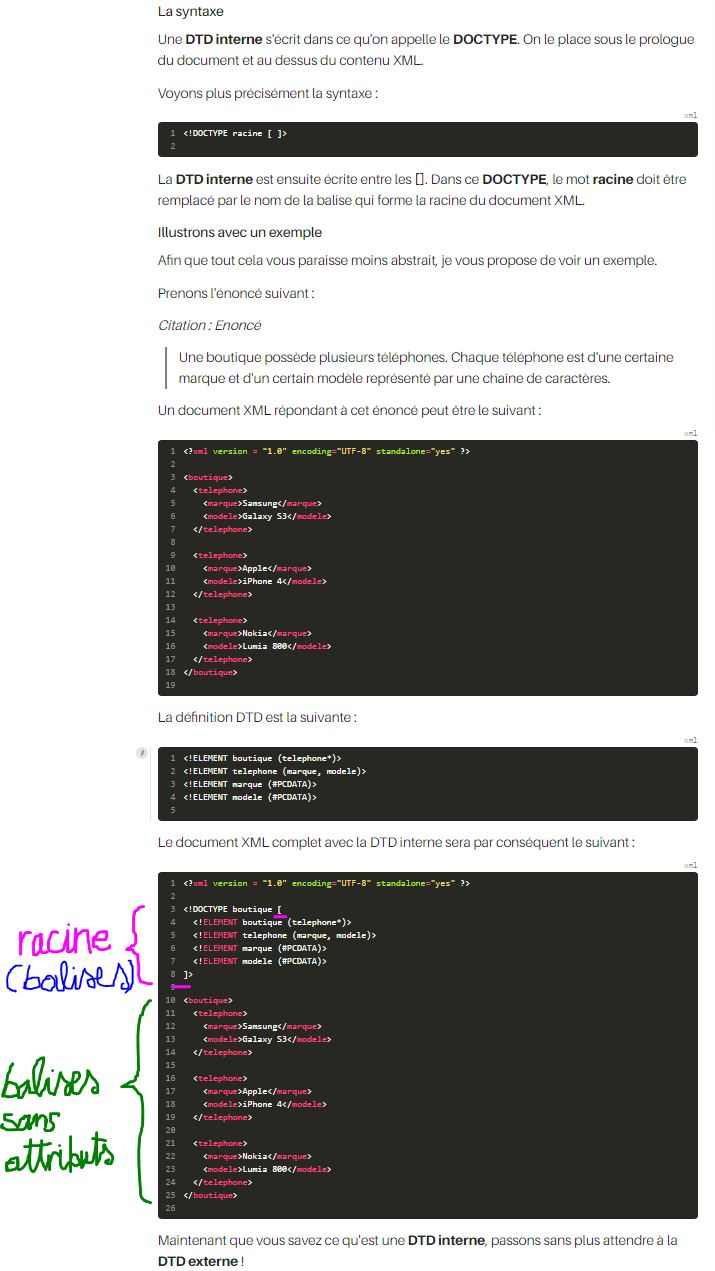 La syntaxe
Une DTD interne s'écrit dans ce qu'on appelle le DOCTYPE. On le place sous le prologue
du document et au dessus du contenu XML.
Voyons plus précisément la syntaxe :
xml
1 <!DOCTYPE racine [ ]>
2
La DTD interne est ensuite écrite entre les []. Dans ce DOCTYPE, le mot racine doit être
remplacé par le nom de la balise qui forme la racine du document XML.
Illustrons avec un exemple
Afin que tout cela vous paraisse moins abstrait, je vous propose de voir un exemple.
Prenons l'énoncé suivant :
Citation : Enoncé
Une boutique possède plusieurs téléphones. Chaque téléphone est d'une certaine
marque et d'un certain modèle représenté par une chaine de caractères.
Un document XML répondant à cet énoncé peut être le suivant :
xml
1 <?xml version = "1.0" encoding="UTF-8" standalone="yes" ?>
2
3 <boutique>
4 <telephone>
5 <marque>Samsung</marque>
6 <modele>Galaxy S3</modele>
7 </telephone>
8
9 <telephone>
10 <marque>Apple</marque>
11 <modele>iPhone 4</modele>
12 </telephone>
13
14 <telephone>
15 <marque>Nokia</marque>
16 <modele>Lumia 800</modele>
17 </telephone>
18 </boutique>
19
La définition DTD est la suivante :
xml
#
1 <!ELEMENT boutique (telephone*)>
2 <!ELEMENT telephone (marque, modele)>
3 <!ELEMENT marque (#PCDATA)>
4 <!ELEMENT modele (#PCDATA)>
5
Le document XML complet avec la DTD interne sera par conséquent le suivant :
xml
1 <?xml version = "1.0" encoding="UTF-8" standalone="yes" ?>
2
3 <!DOCTYPE boutique [
4 <!ELEMENT boutique (telephone*)>
5 <!ELEMENT telephone (marque, modele)>
6 <!ELEMENT marque (#PCDATA)>
7 <!ELEMENT modele (#PCDATA)>
8 ]>
9
racine
(balises)
10 <boutique>
11 <telephone>
12 <marque>Samsung</marque>
13 <modele>Galaxy S3</modele>
14 </telephone>
15
16 <telephone>
17 <marque>Apple</marque>
18 <modele>iPhone 4</modele>
19 </telephone>
20
21 <telephone>
22 <marque>Nokia</marque>
23 <modele>Lumia 800</modele>
24 </telephone>
25 </boutique>
26
balises
sans
attributs
Maintenant que vous savez ce qu'est une DTD interne, passons sans plus attendre à la
DTD externe !